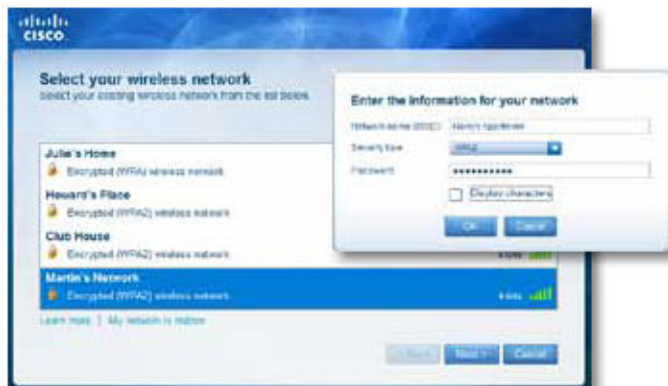 CISCO
Select your wireless network
Select your existing wireless network from the list below.
Julie's Home
Encrypted (WPA) wireless network
Howard's Place
Encrypted (WPA2) wireless network
Club House
Encrypted (WPA2) wireless network
Martin's Network
Encrypted (WPA2) wireless network
Learn more | My network is hidden
Next > Cancel
Enter the information for your network
Network name (SSID)
Security type
WPA2
Password
Display characters
OK Cancel